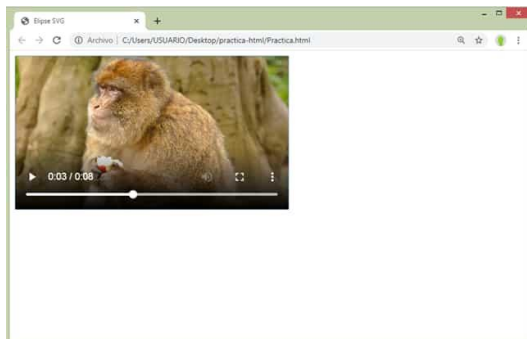 Elipse SVG
Archivo C:/Users/USUARIO/Desktop/practica-html/Practica.html
0:03 / 0:08